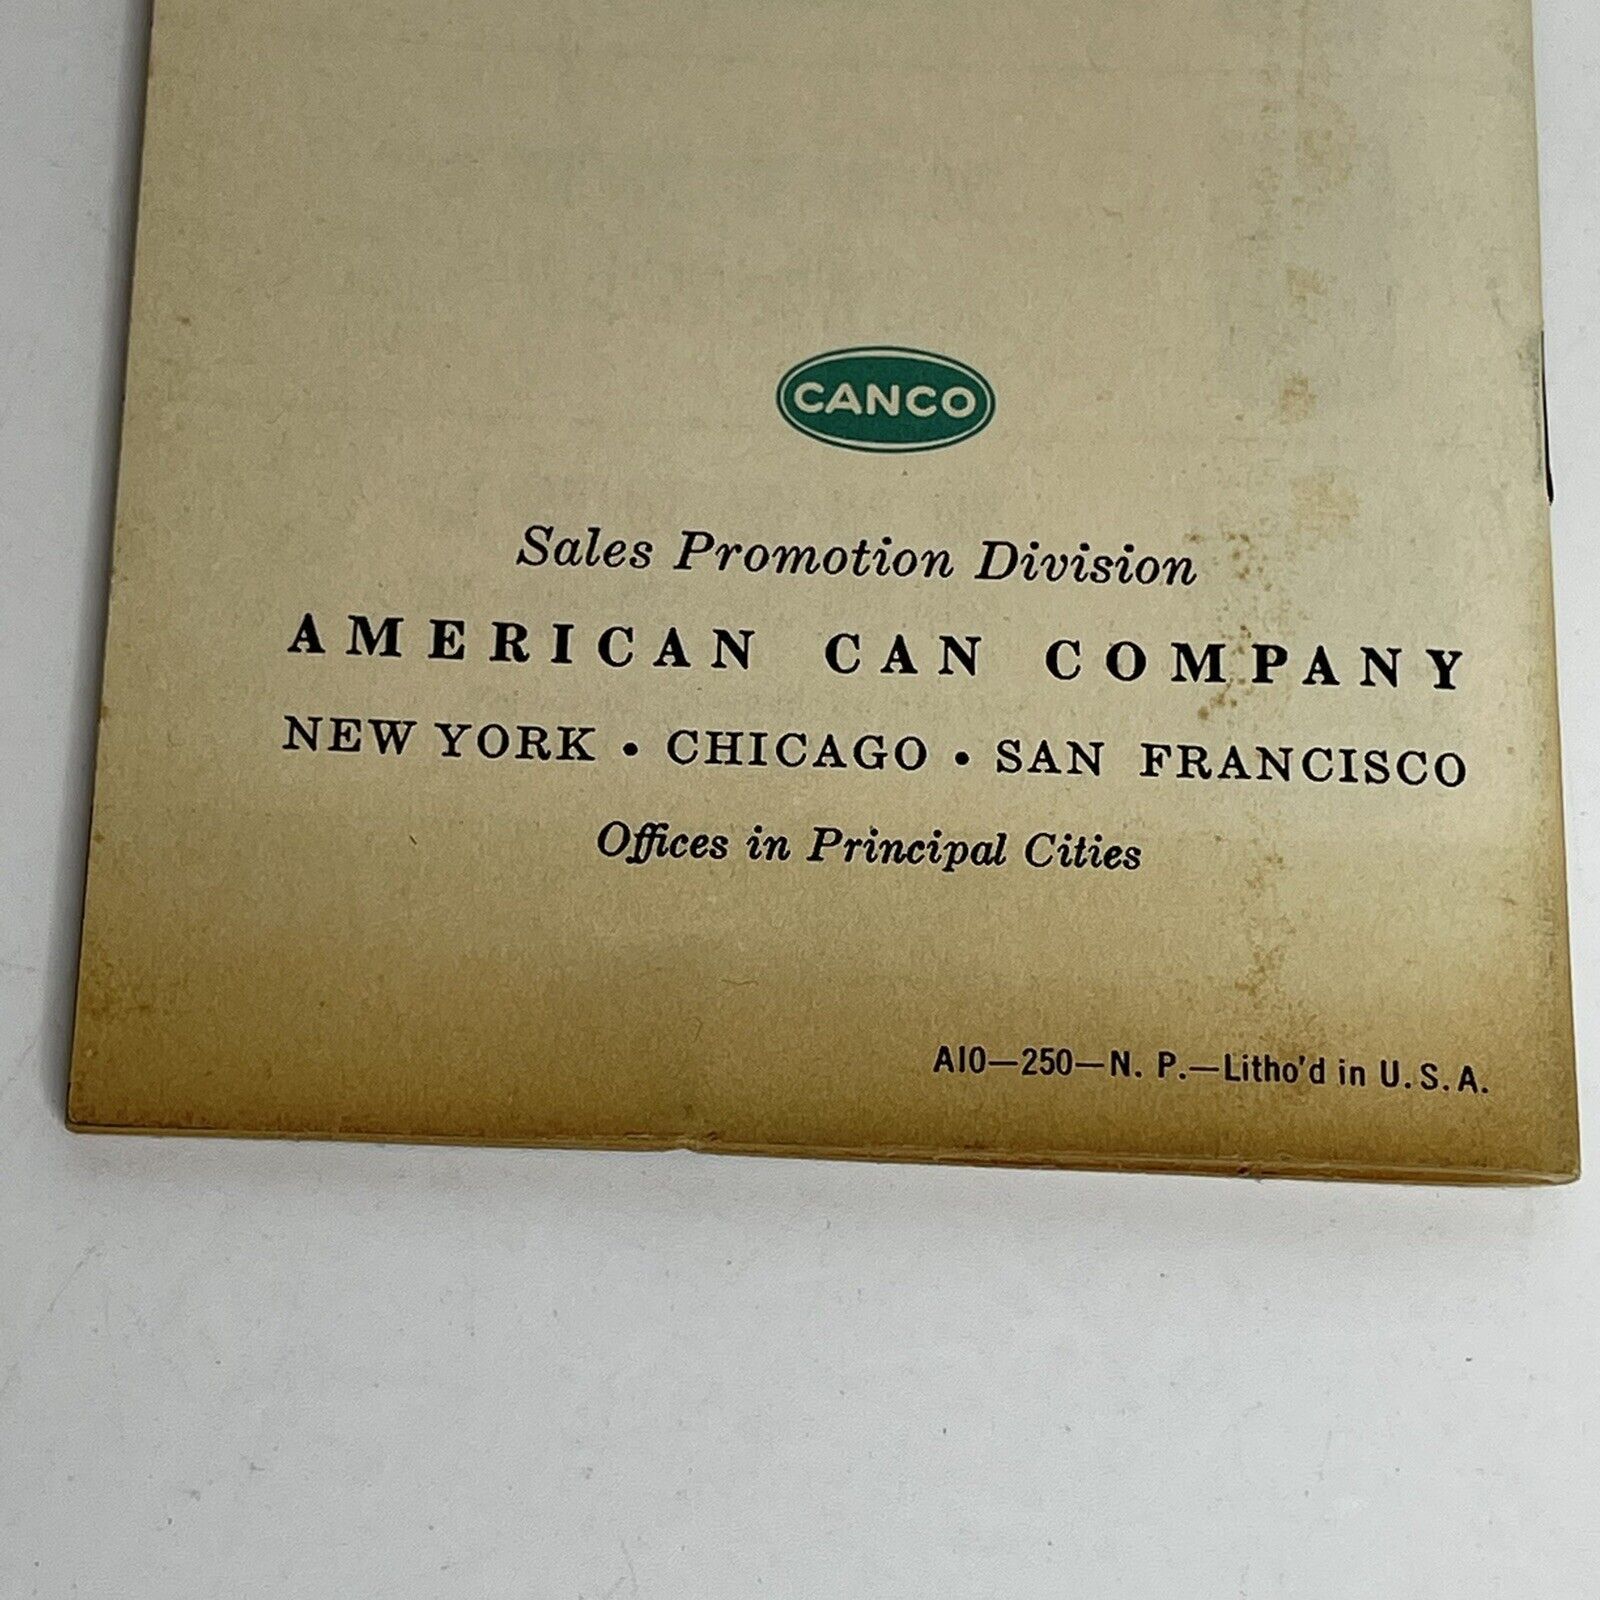 CANCO
Sales Promotion Division
AMERICAN CAN COMPANY
NEW YORK • CHICAGO • SAN FRANCISCO
Offices in Principal Cities
A10—250—N. P.—Litho'd in U.S.A.